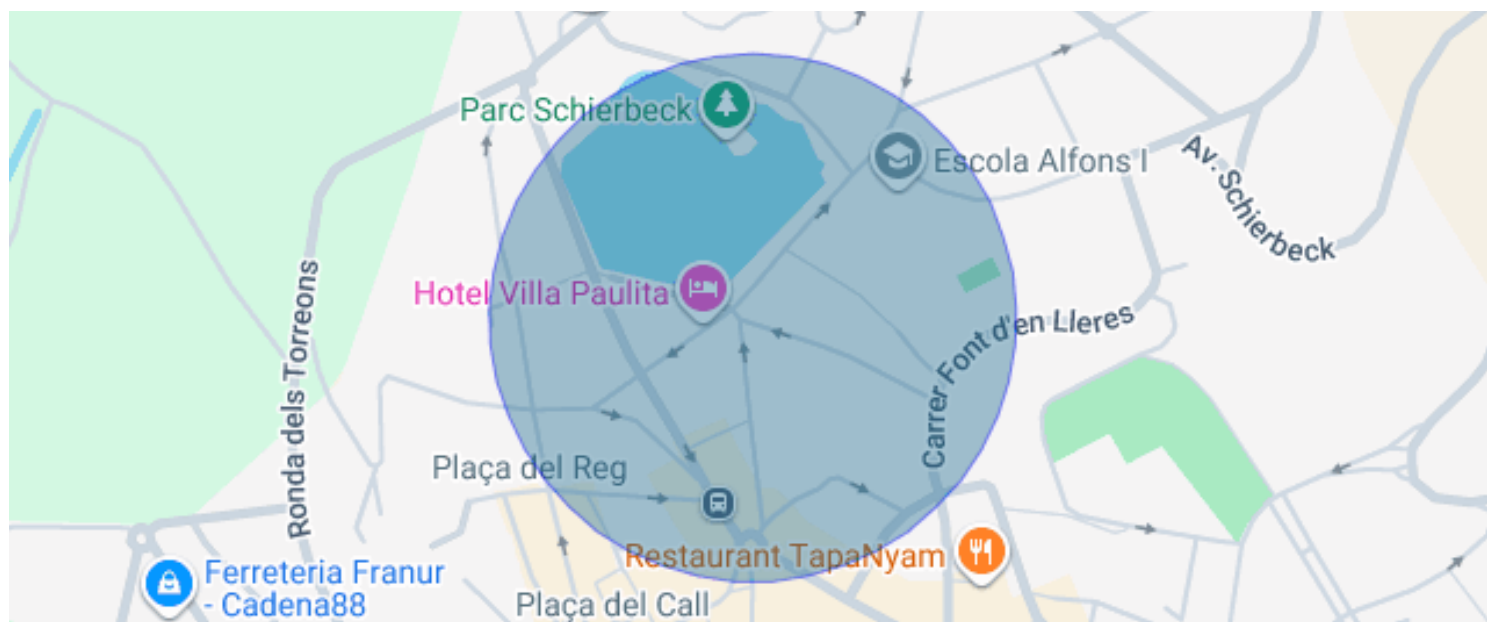 Parc Schierbeck
Escola Alfons I
Av. Schierbeck
Hotel Villa Paulita
Ronda dels Torreons
Carrer Font d'en Lleres
Plaça del Reg
Restaurant TapaNyam
Ferreteria Franur
- Cadena88
Plaça del Call